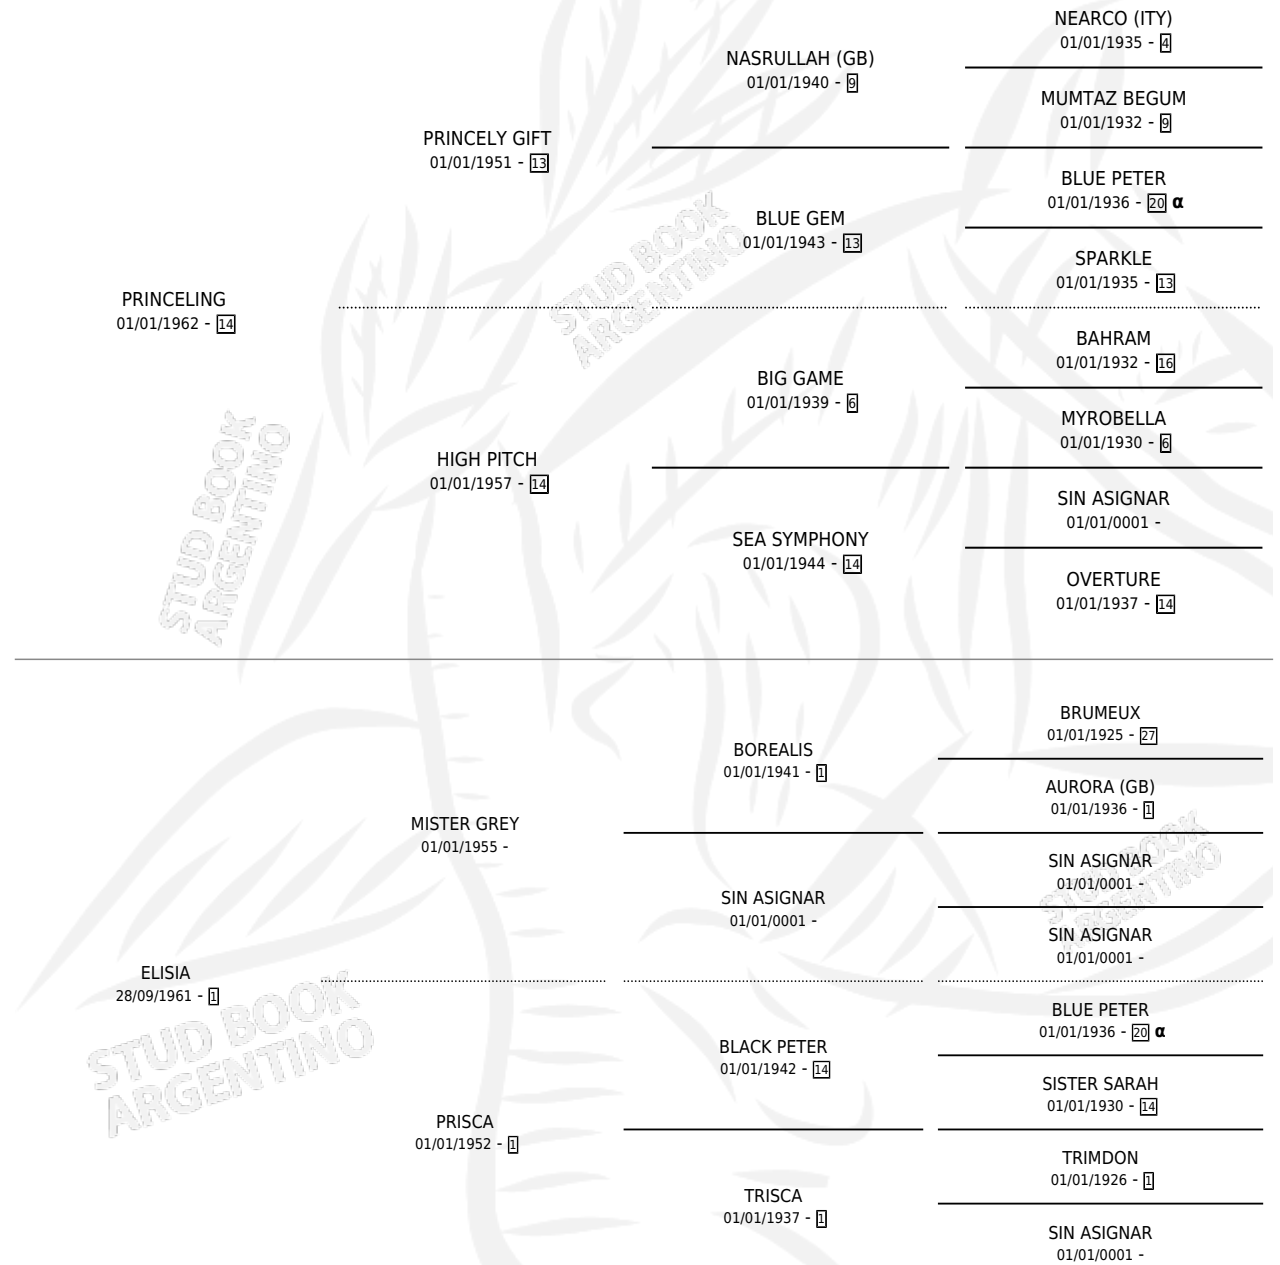 NEARCO (ITY)
01/01/1935 - 4
NASRULLAH (GB)
01/01/1940 - 9
MUMTAZ BEGUM
01/01/1932 - 9
PRINCELY GIFT
01/01/1951 - 13
BLUE PETER
01/01/1936 - 20 α
BLUE GEM
01/01/1943 - 13
SPARKLE
01/01/1935 - 13
PRINCELING
01/01/1962 - 14
BAHRAM
01/01/1932 - 16
BIG GAME
01/01/1939 - 6
MYROBELLA
01/01/1930 - 6
HIGH PITCH
01/01/1957 - 14
SIN ASIGNAR
01/01/0001 -
SEA SYMPHONY
01/01/1944 - 14
OVERTURE
01/01/1937 - 14
BRUMEUX
01/01/1925 - 27
BOREALIS
01/01/1941 - 1
AURORA (GB)
01/01/1936 - 1
MISTER GREY
01/01/1955 -
SIN ASIGNAR
01/01/0001 -
SIN ASIGNAR
01/01/0001 -
SIN ASIGNAR
01/01/0001 -
ELISIA
28/09/1961 - 1
BLUE PETER
01/01/1936 - 20 α
BLACK PETER
01/01/1942 - 14
SISTER SARAH
01/01/1930 - 14
PRISCA
01/01/1952 - 1
TRIMDON
01/01/1926 - 1
TRISCA
01/01/1937 - 1
SIN ASIGNAR
01/01/0001 -
STUD BOOK
ARGENTINO
STUD BOOK
ARGENTINO
STUD BOOK
ARGENTINO
STUD BOOK
ARGENTINO